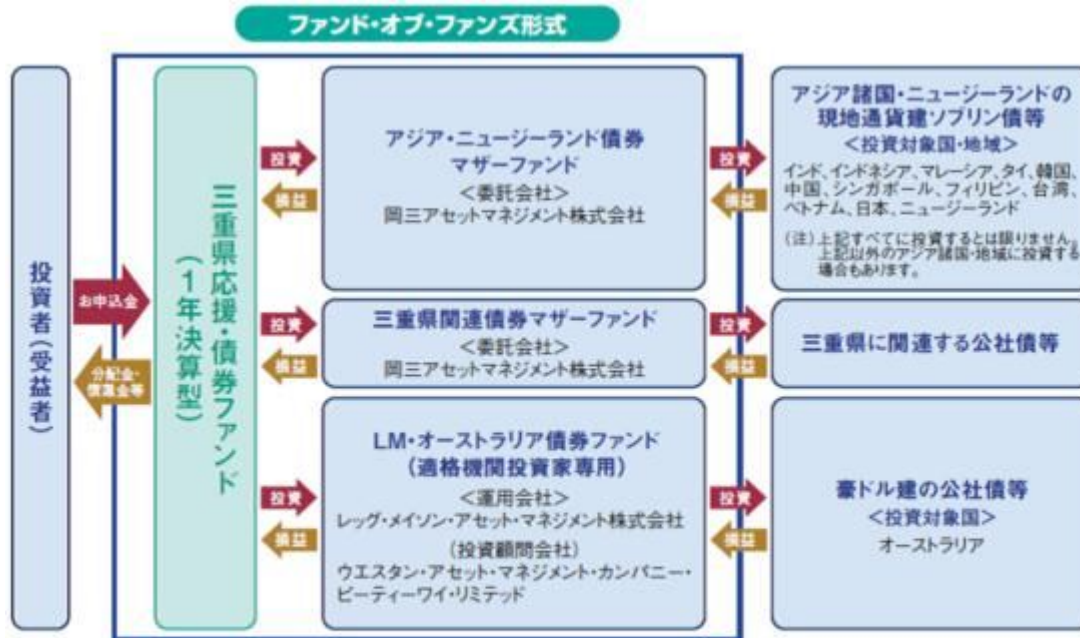 ファンド・オブ・ファンズ形式
投資者(受益者)
お申込金
分配金・
償還金等
三重県応援・債券ファンド
(1年決算型)
投資
損益
アジア・ニュージーランド債券
マザーファンド
<委託会社>
岡三アセットマネジメント株式会社
投資
損益
アジア諸国・ニュージーランドの
現地通貨建ソブリン債等
<投資対象国・地域>
インド、インドネシア、マレーシア、タイ、韓国、
中国、シンガポール、フィリピン、台湾、
ベトナム、日本、ニュージーランド
(注)上記すべてに投資するとは限りません。
上記以外のアジア諸国・地域に投資する
場合もあります。
投資
損益
三重県関連債券マザーファンド
<委託会社>
岡三アセットマネジメント株式会社
投資
損益
三重県に関連する公社債等
投資
損益
LM・オーストラリア債券ファンド
(適格機関投資家専用)
<運用会社>
レッグ・メイソン・アセット・マネジメント株式会社
(投資顧問会社)
ウエスタン・アセット・マネジメント・カンパニー・
ピーティーワイ・リミテッド
投資
損益
豪ドル建の公社債等
<投資対象国>
オーストラリア